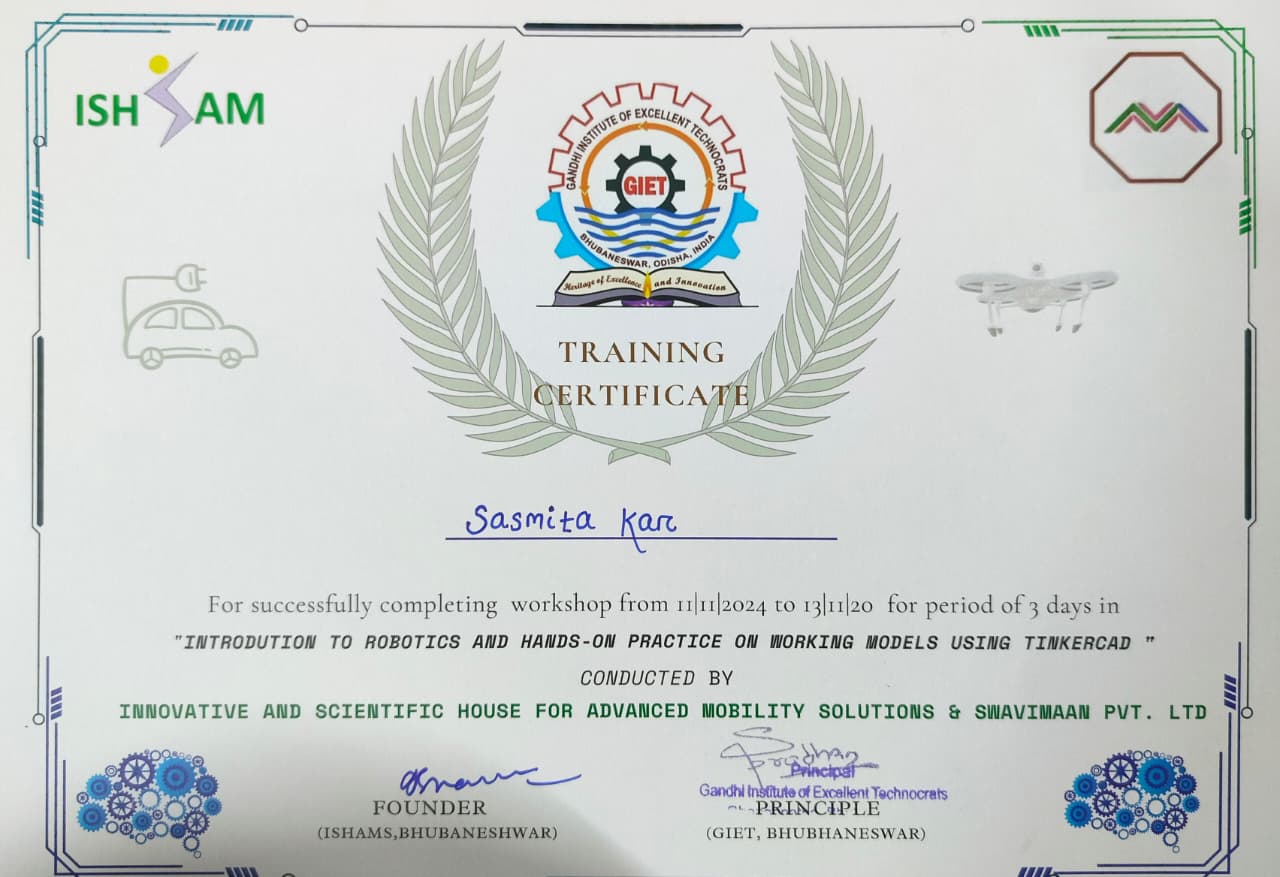 ISHSAM
GANDHI INSTITUTE OF EXCELLENT TECHNOCRATS
GIET
BHUBANESWAR, ODISHA, INDIA
Heritage of Excellence and Innovation
TRAINING
CERTIFICATE
Sasmita Kar
For successfully completing workshop from 11|11|2024 to 13|11|20 for period of 3 days in
"INTRODUTION TO ROBOTICS AND HANDS-ON PRACTICE ON WORKING MODELS USING TINKERCAD "
CONDUCTED BY
INNOVATIVE AND SCIENTIFIC HOUSE FOR ADVANCED MOBILITY SOLUTIONS & SWAVIMAAN PVT. LTD
Principal
Gandhi Institute of Excellent Technocrats
FOUNDER
PRINCIPLE
(ISHAMS,BHUBANESHWAR)
(GIET, BHUBHANESWAR)